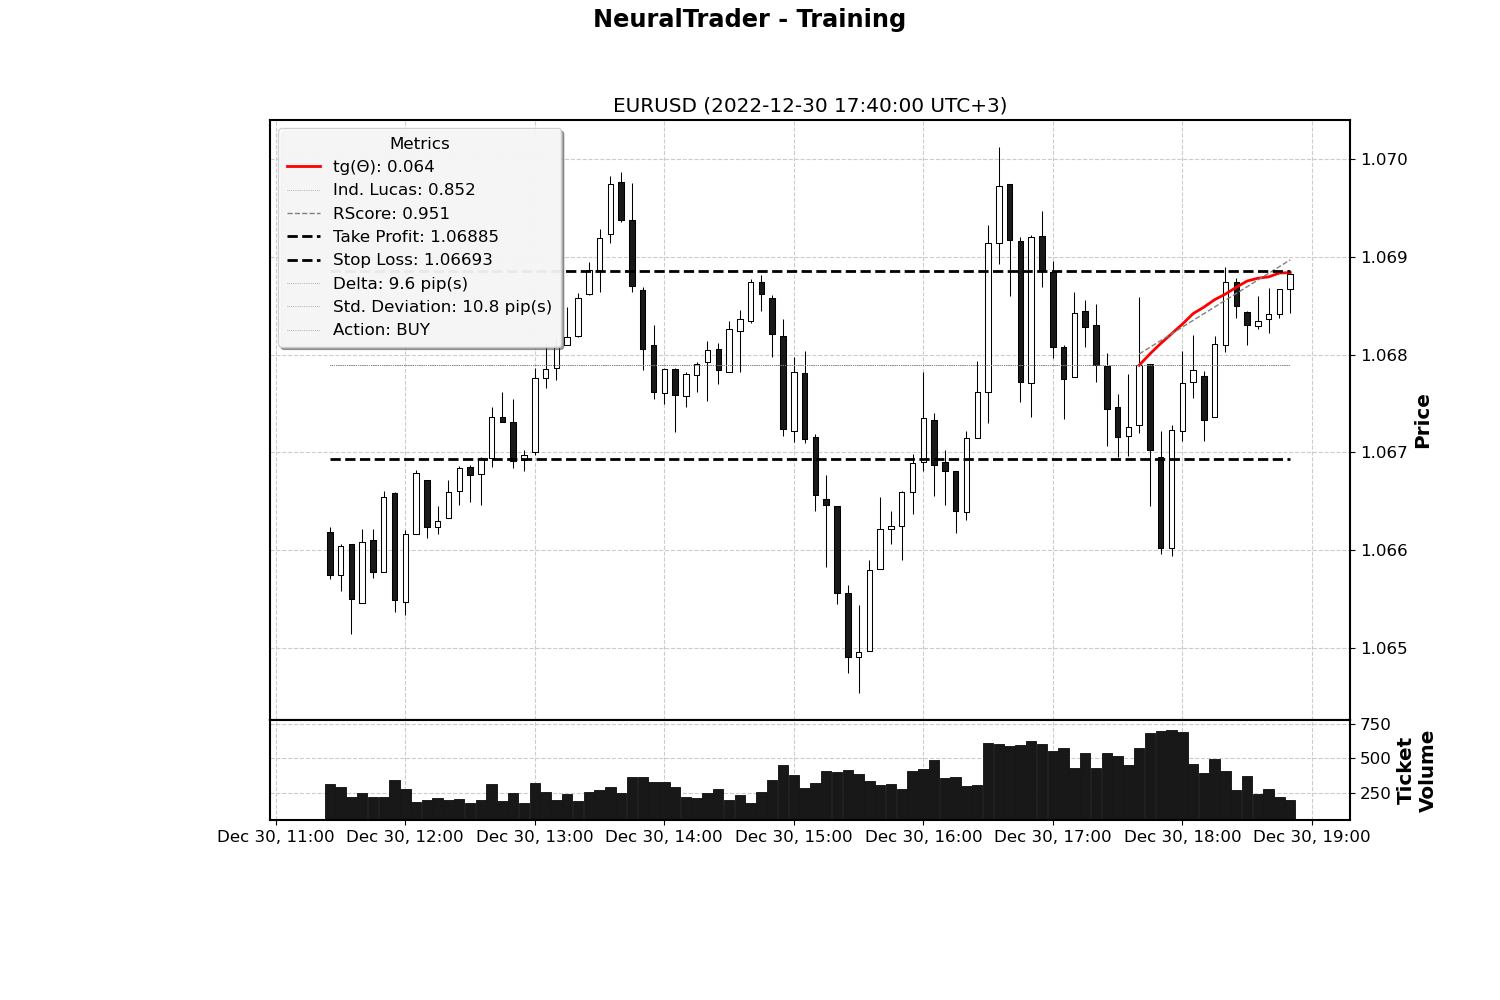 NeuralTrader - Training
EURUSD (2022-12-30 17:40:00 UTC+3)
Metrics
tg(Θ): 0.064
Ind. Lucas: 0.852
RScore: 0.951
Take Profit: 1.06885
Stop Loss: 1.06693
Delta: 9.6 pip(s)
Std. Deviation: 10.8 pip(s)
Action: BUY
1.070
1.069
1.068
1.067
1.066
1.065
Price
750
500
250
Ticket
Volume
Dec 30, 11:00 Dec 30, 12:00 Dec 30, 13:00 Dec 30, 14:00 Dec 30, 15:00 Dec 30, 16:00 Dec 30, 17:00 Dec 30, 18:00 Dec 30, 19:00